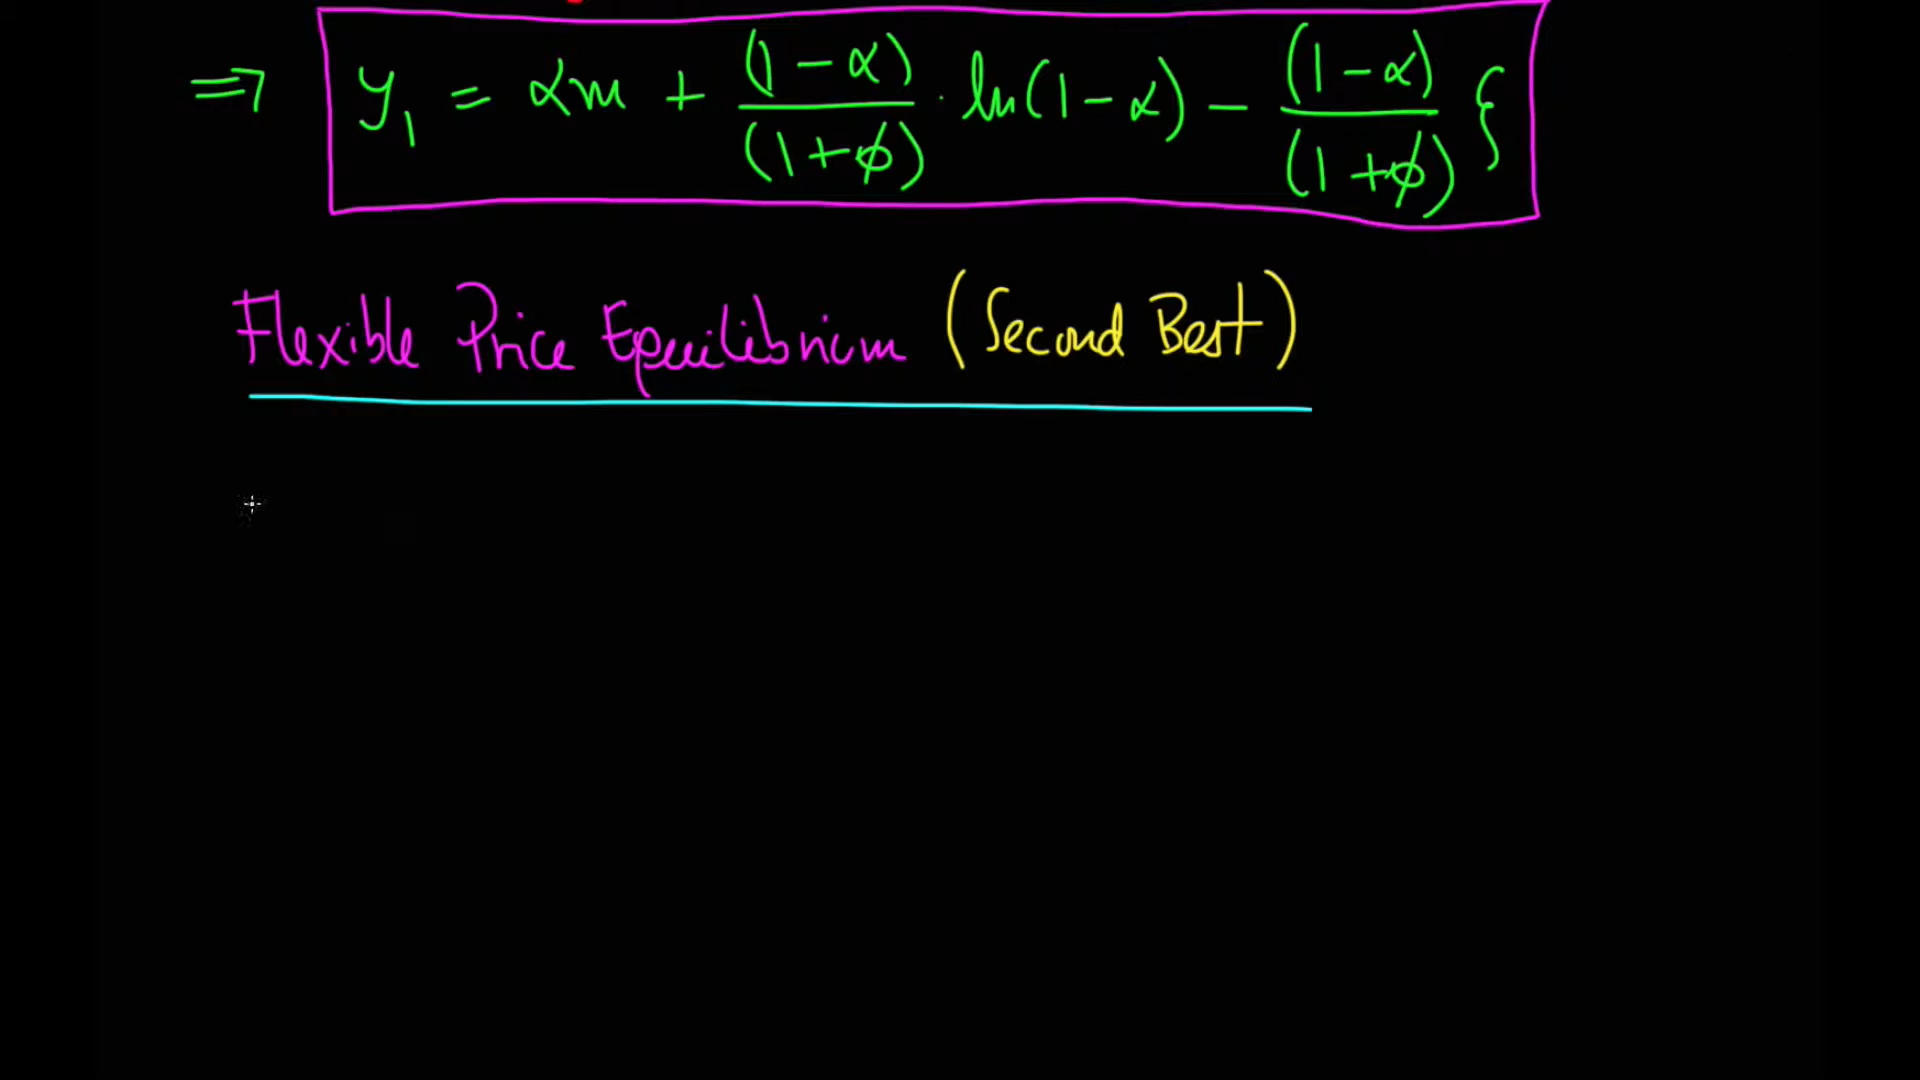 ⇒ y₁ = αm + (1-α)/(1+ϕ) · ln(1-α) - (1-α)/(1+ϕ) ξ
Flexible Price Equilibrium (Second Best)